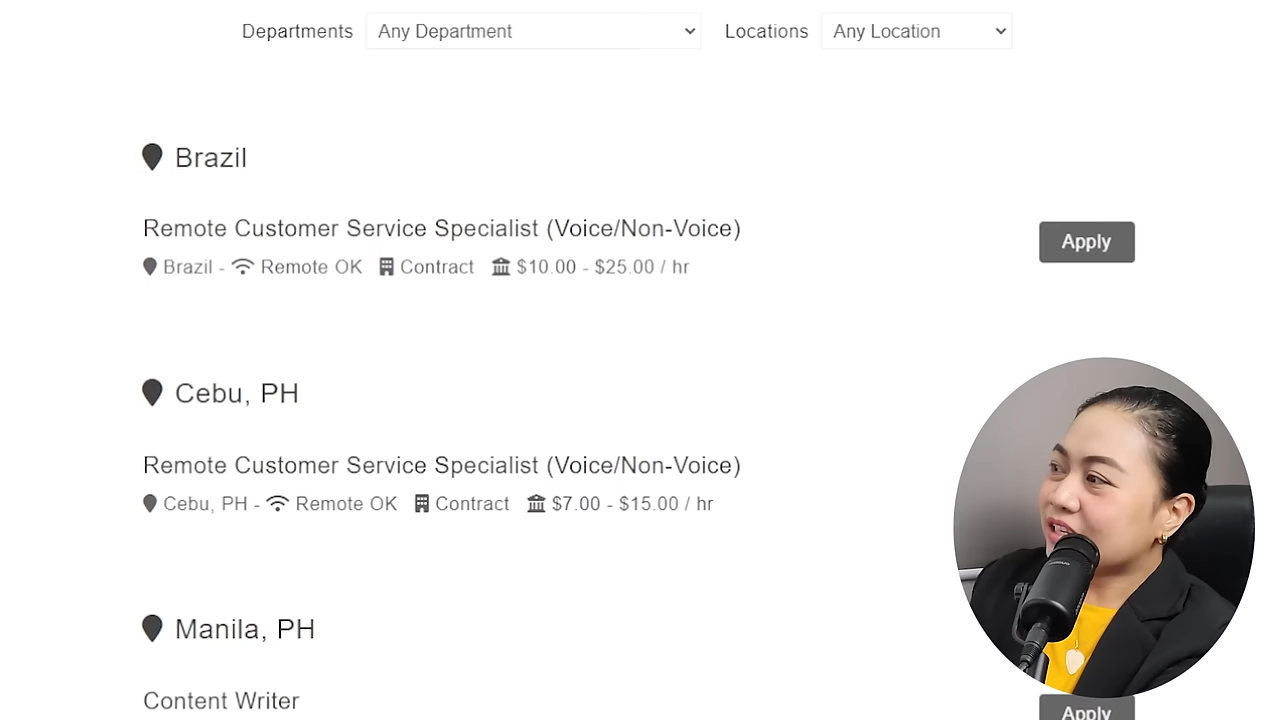 Departments Any Department Locations Any Location
Brazil
Remote Customer Service Specialist (Voice/Non-Voice)
Apply
Brazil - Remote OK Contract $10.00 - $25.00 / hr
Cebu, PH
Remote Customer Service Specialist (Voice/Non-Voice)
Cebu, PH - Remote OK Contract $7.00 - $15.00 / hr
Manila, PH
Content Writer
Apply